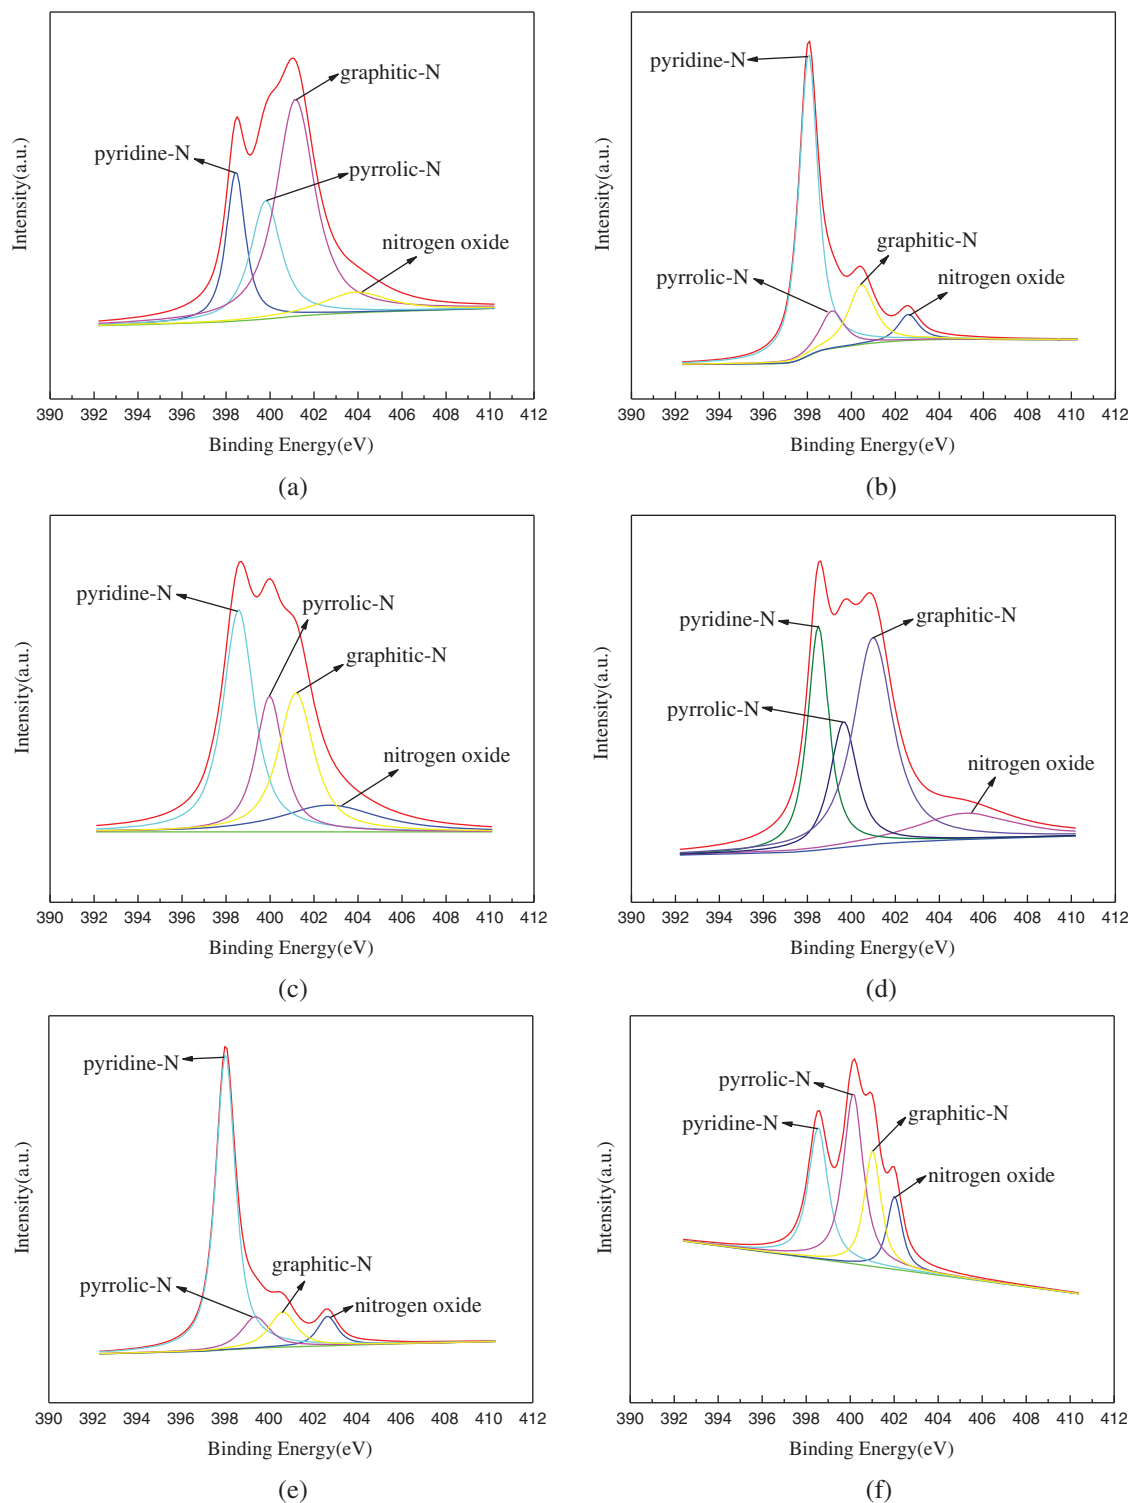 graphitic-N
pyridine-N
pyrrolic-N
nitrogen oxide
Intensity(a.u.)
390 392 394 396 398 400 402 404 406 408 410 412
Binding Energy(eV)
(a)
pyridine-N
graphitic-N
pyrrolic-N
nitrogen oxide
Intensity(a.u.)
390 392 394 396 398 400 402 404 406 408 410 412
Binding Energy(eV)
(b)
pyridine-N
pyrrolic-N
graphitic-N
nitrogen oxide
Intensity(a.u.)
390 392 394 396 398 400 402 404 406 408 410 412
Binding Energy(eV)
(c)
pyridine-N
graphitic-N
pyrrolic-N
nitrogen oxide
Intensity(a.u.)
390 392 394 396 398 400 402 404 406 408 410 412
Binding Energy(eV)
(d)
pyridine-N
graphitic-N
pyrrolic-N
nitrogen oxide
Intensity(a.u.)
390 392 394 396 398 400 402 404 406 408 410 412
Binding Energy(eV)
(e)
pyrrolic-N
graphitic-N
pyridine-N
nitrogen oxide
Intensity(a.u.)
390 392 394 396 398 400 402 404 406 408 410 412
Binding Energy(eV)
(f)